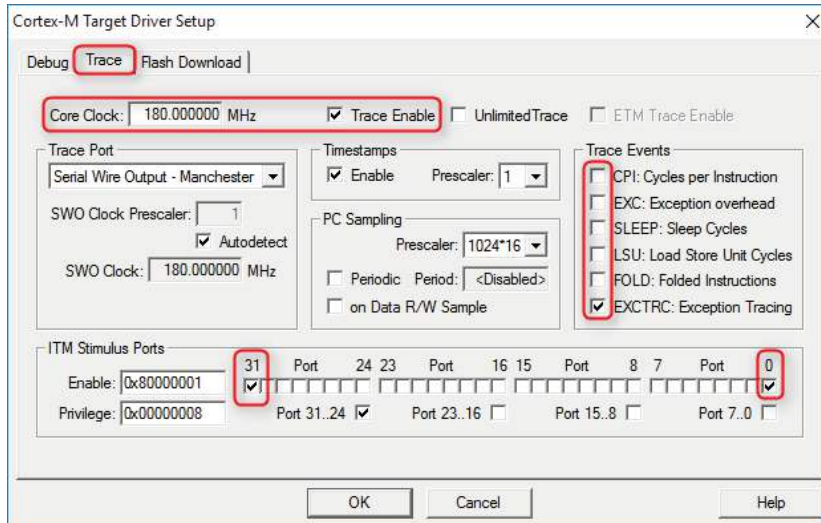 Cortex-M Target Driver Setup
Debug Trace Flash Download
Core Clock: 180.000000 MHz Trace Enable UnlimitedTrace ETM Trace Enable
Trace Port
Serial Wire Output - Manchester
SWO Clock Prescaler: 1
Autodetect
SWO Clock: 180.000000 MHz
Timestamps
Enable Prescaler: 1
PC Sampling
Prescaler: 1024*16
Periodic Period: <Disabled>
on Data R/W Sample
Trace Events
CPI: Cycles per Instruction
EXC: Exception overhead
SLEEP: Sleep Cycles
LSU: Load Store Unit Cycles
FOLD: Folded Instructions
EXCTRC: Exception Tracing
ITM Stimulus Ports
31 Port 24 23 Port 16 15 Port 8 7 Port 0
Enable: 0x80000001
Privilege: 0x00000008 Port 31..24 Port 23..16 Port 15..8 Port 7..0
OK Cancel Help